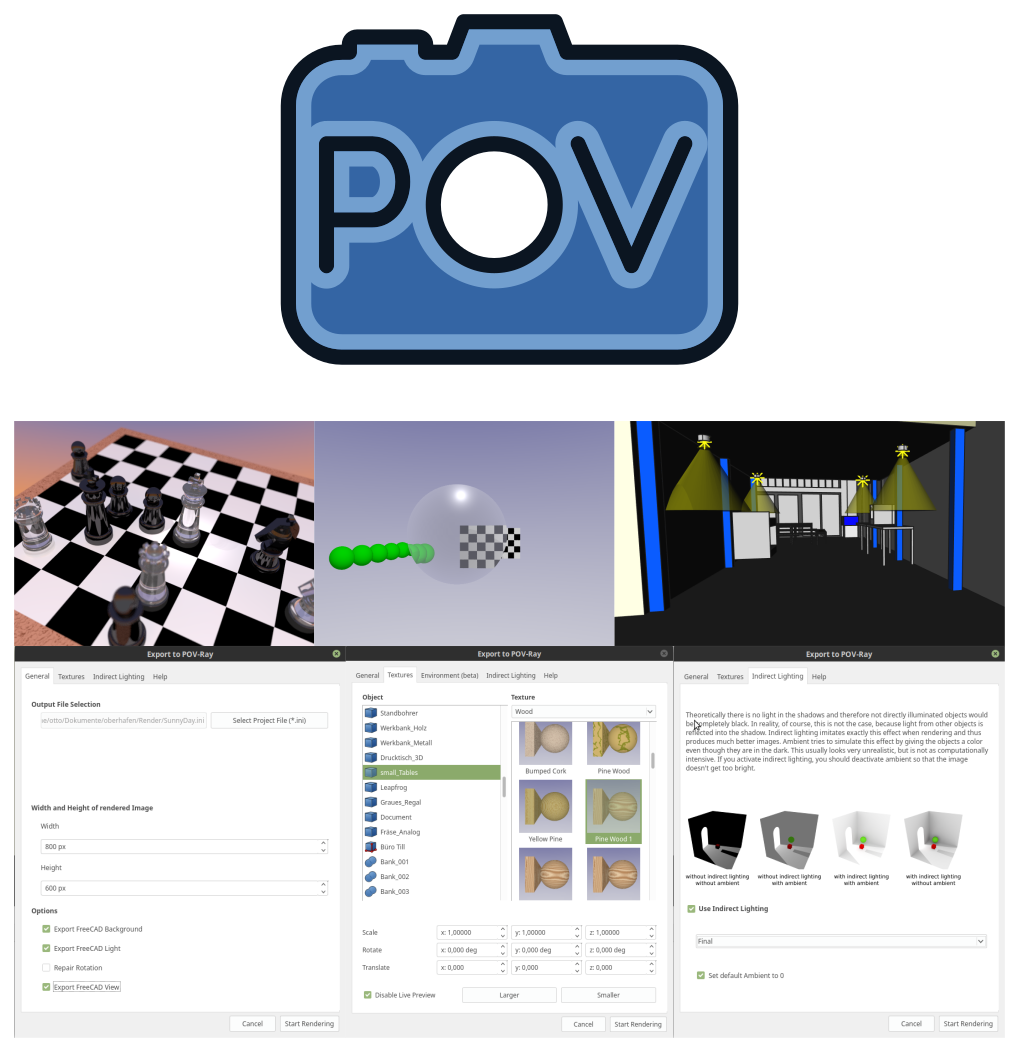 POV
Export to POV-Ray
General
Textures
Indirect Lighting
Help
Output File Selection
e/otto/Dokumente/oberhafen/Render/SunnyDay.ini
Select Project File (*.ini)
Width and Height of rendered Image
Width
800 px
Height
600 px
Options
Export FreeCAD Background
Export FreeCAD Light
Repair Rotation
Export FreeCAD View
Cancel
Start Rendering
Export to POV-Ray
General
Textures
Environment (beta)
Indirect Lighting
Help
Object
Standbohrer
Werkbank_Holz
Werkbank_Metall
Drucktisch_3D
small_Tables
Leapfrog
Graues_Regal
Document
Fräse_Analog
Büro Till
Bank_001
Bank_002
Bank_003
Texture
Wood
Bumped Cork
Pine Wood
Yellow Pine
Pine Wood 1
Scale
x: 1,00000
y: 1,00000
z: 1,00000
Rotate
x: 0,000 deg
y: 0,000 deg
z: 0,000 deg
Translate
x: 0,000
y: 0,000
z: 0,000
Disable Live Preview
Larger
Smaller
Cancel
Start Rendering
Export to POV-Ray
General
Textures
Indirect Lighting
Help
Theoretically there is no light in the shadows and therefore not directly illuminated objects would
be completely black. In reality, of course, this is not the case, because light from other objects is
reflected into the shadow. Indirect lighting imitates exactly this effect when rendering and thus
produces much better images. Ambient tries to simulate this effect by giving the objects a color
even though they are in the dark. This usually looks very unrealistic, but is not as computationally
intensive. If you activate indirect lighting, you should deactivate ambient so that the image
doesn't get too bright.
without indirect lighting
without ambient
without indirect lighting
with ambient
with indirect lighting
with ambient
with indirect lighting
without ambient
Use Indirect Lighting
Final
Set default Ambient to 0
Cancel
Start Rendering